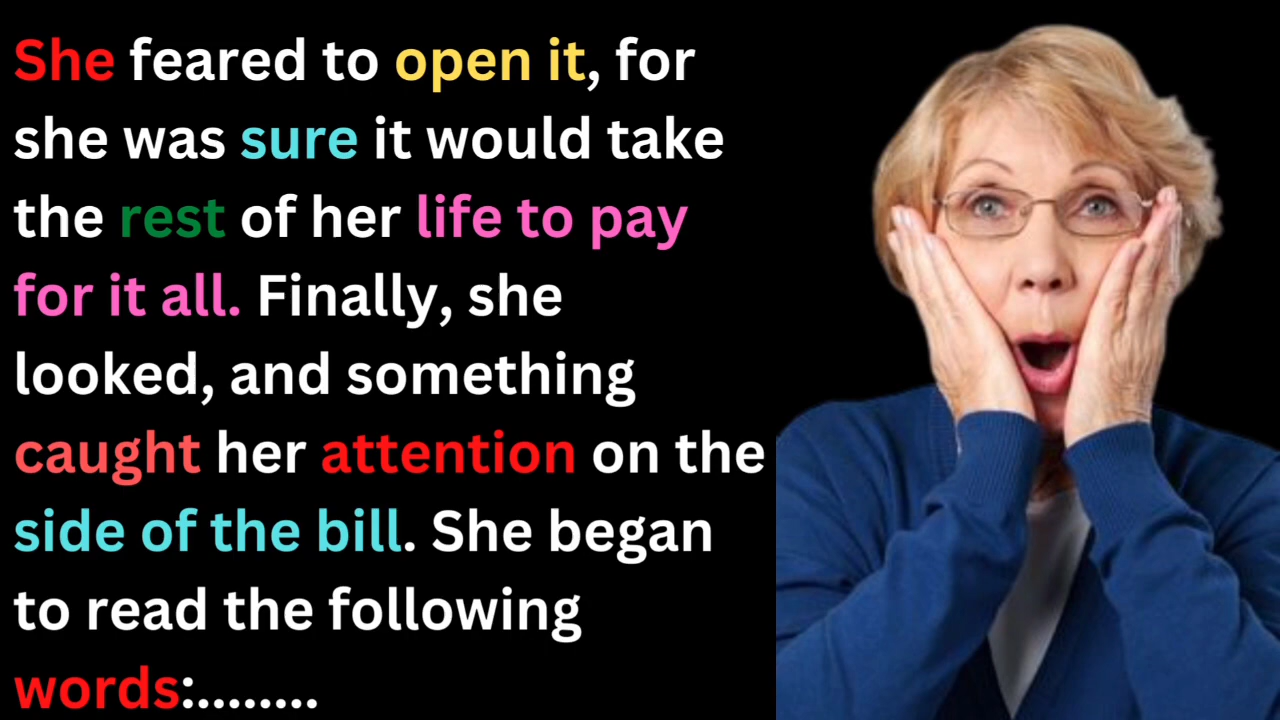 She feared to open it, for
she was sure it would take
the rest of her life to pay
for it all. Finally, she
looked, and something
caught her attention on the
side of the bill. She began
to read the following
words:.........